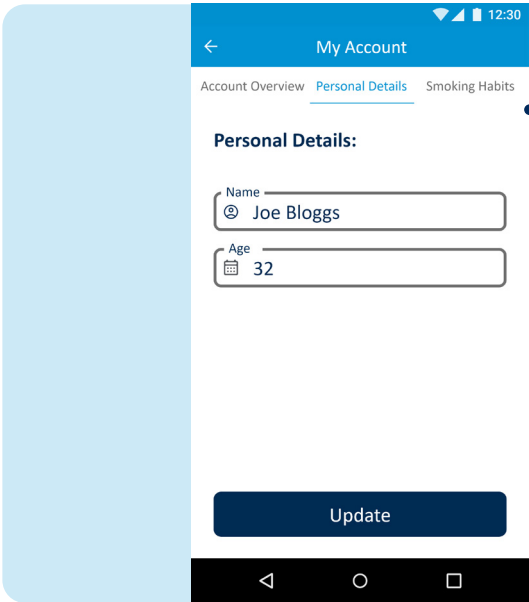 12:30
My Account
Account Overview Personal Details Smoking Habits
Personal Details:
Name
Joe Bloggs
Age
32
Update